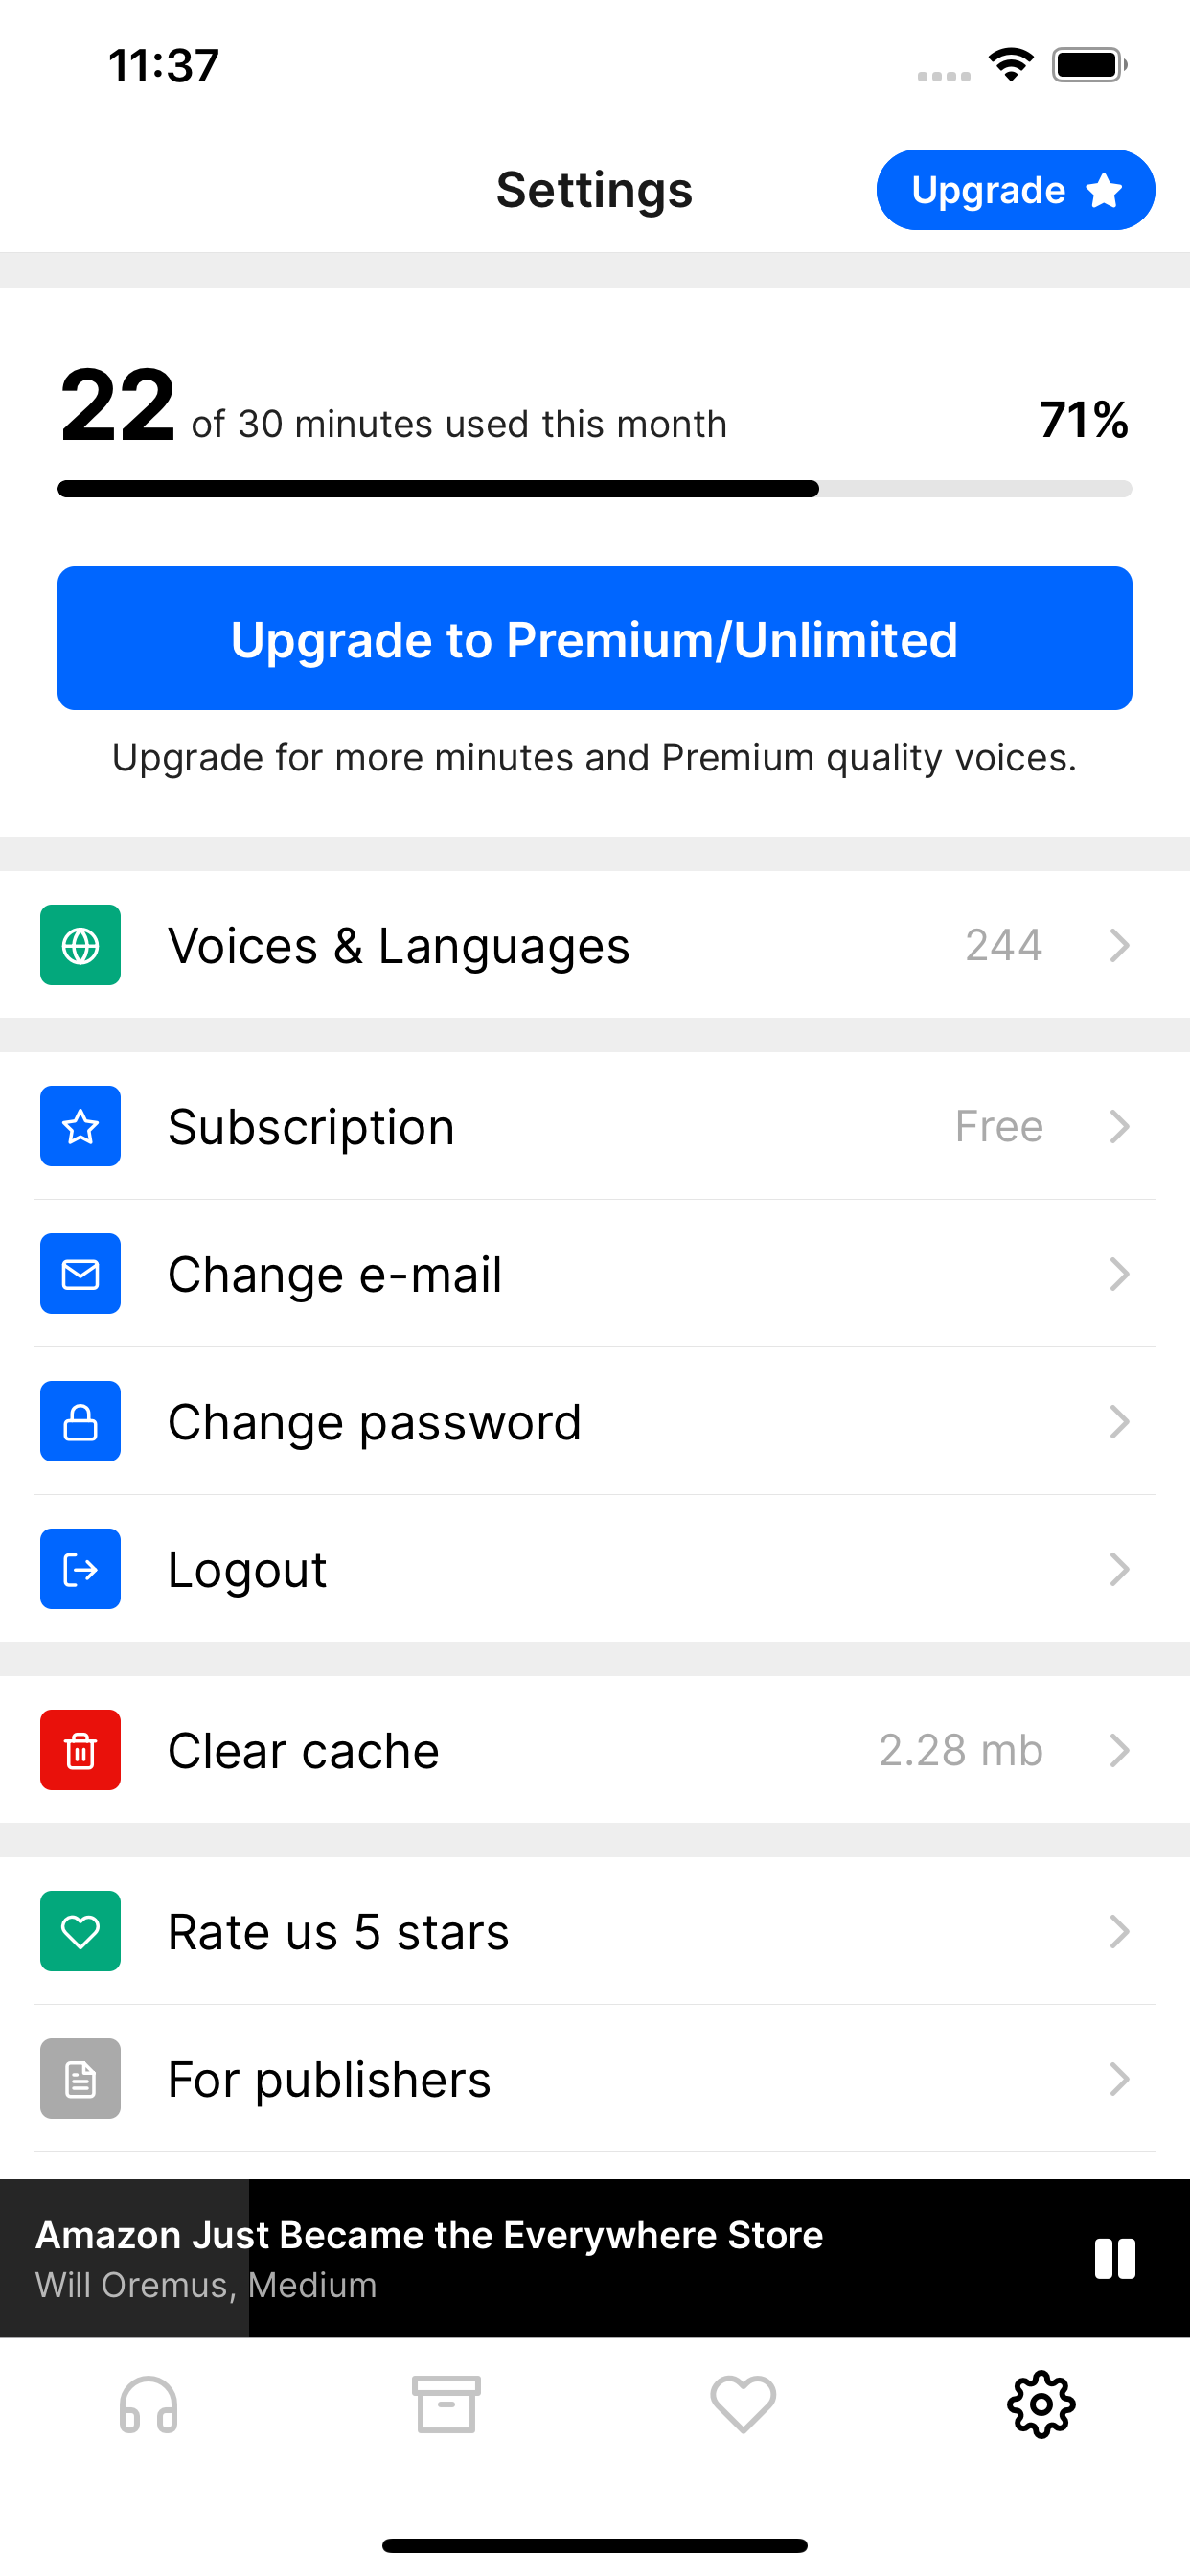 11:37
Settings
Upgrade
22 of 30 minutes used this month 71%
Upgrade to Premium/Unlimited
Upgrade for more minutes and Premium quality voices.
Voices & Languages 244
Subscription Free
Change e-mail
Change password
Logout
Clear cache 2.28 mb
Rate us 5 stars
For publishers
Amazon Just Became the Everywhere Store
Will Oremus, Medium